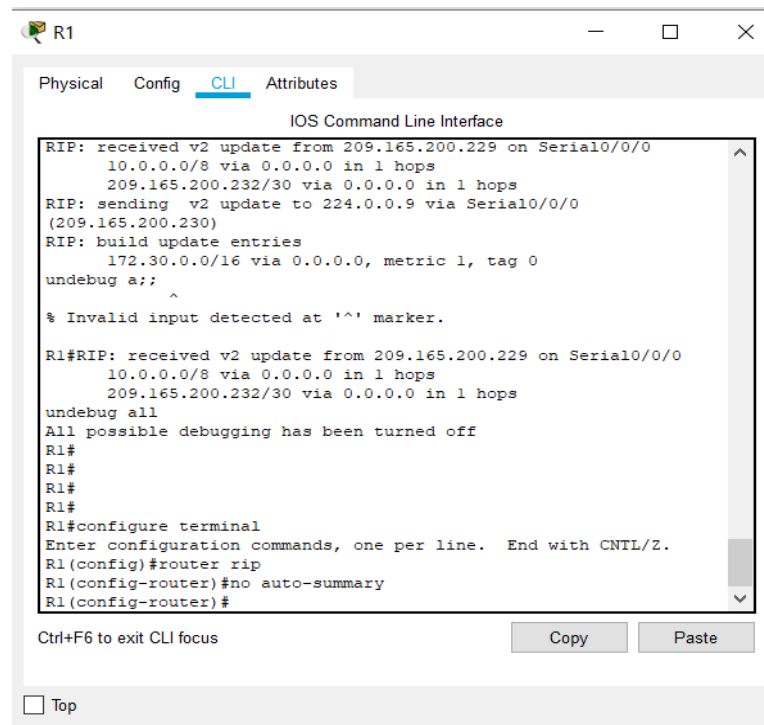 R1
Physical Config CLI Attributes
IOS Command Line Interface
RIP: received v2 update from 209.165.200.229 on Serial0/0/0
      10.0.0.0/8 via 0.0.0.0 in 1 hops
      209.165.200.232/30 via 0.0.0.0 in 1 hops
RIP: sending  v2 update to 224.0.0.9 via Serial0/0/0
(209.165.200.230)
RIP: build update entries
      172.30.0.0/16 via 0.0.0.0, metric 1, tag 0
undebug a;;
            ^
% Invalid input detected at '^' marker.
R1#RIP: received v2 update from 209.165.200.229 on Serial0/0/0
      10.0.0.0/8 via 0.0.0.0 in 1 hops
      209.165.200.232/30 via 0.0.0.0 in 1 hops
undebug all
All possible debugging has been turned off
R1#
R1#
R1#
R1#
R1#configure terminal
Enter configuration commands, one per line.  End with CNTL/Z.
R1(config)#router rip
R1(config-router)#no auto-summary
R1(config-router)#
Ctrl+F6 to exit CLI focus Copy Paste
Top